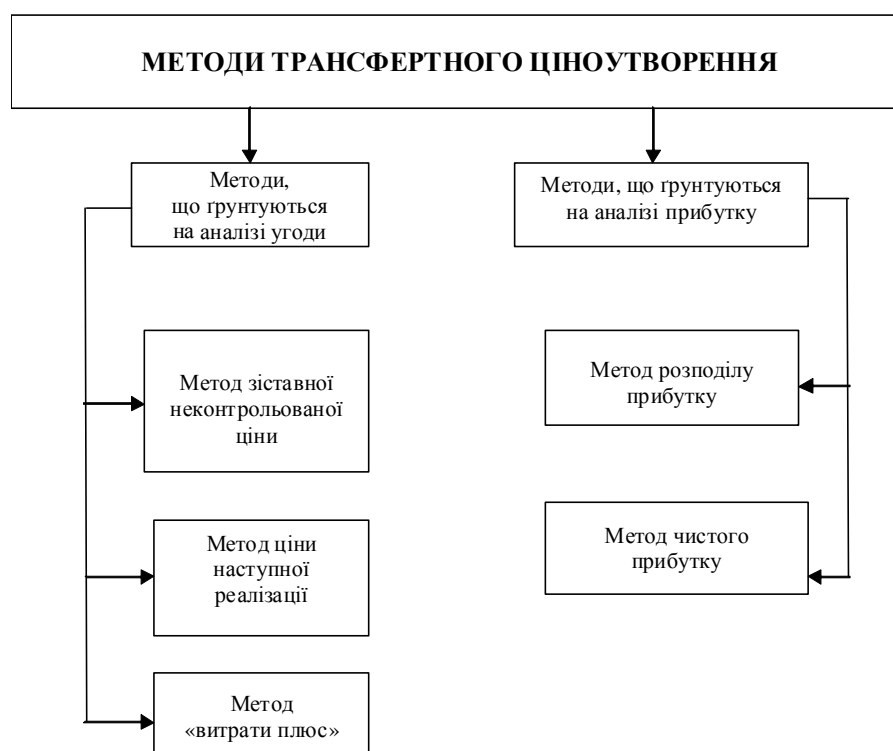 МЕТОДИ ТРАНСФЕРТНОГО ЦІНОУТВОРЕННЯ
Методи,
що ґрунтуються
на аналізі угоди
Методи, що ґрунтуються
на аналізі прибутку
Метод зіставної
неконтрольованої
ціни
Метод розподілу
прибутку
Метод ціни
наступної
реалізації
Метод чистого
прибутку
Метод
«витрати плюс»